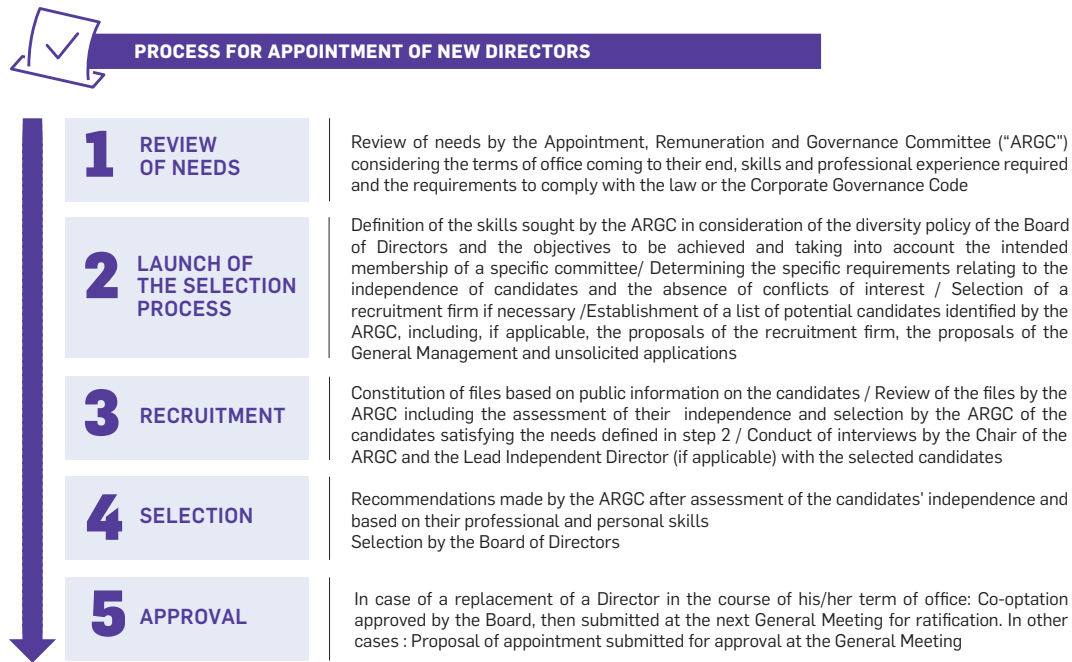 PROCESS FOR APPOINTMENT OF NEW DIRECTORS
1 REVIEW
OF NEEDS
Review of needs by the Appointment, Remuneration and Governance Committee (“ARGC”)
considering the terms of office coming to their end, skills and professional experience required
and the requirements to comply with the law or the Corporate Governance Code
2 LAUNCH OF
THE SELECTION
PROCESS
Definition of the skills sought by the ARGC in consideration of the diversity policy of the Board
of Directors and the objectives to be achieved and taking into account the intended
membership of a specific committee/ Determining the specific requirements relating to the
independence of candidates and the absence of conflicts of interest / Selection of a
recruitment firm if necessary /Establishment of a list of potential candidates identified by the
ARGC, including, if applicable, the proposals of the recruitment firm, the proposals of the
General Management and unsolicited applications
3 RECRUITMENT
Constitution of files based on public information on the candidates / Review of the files by the
ARGC including the assessment of their independence and selection by the ARGC of the
candidates satisfying the needs defined in step 2 / Conduct of interviews by the Chair of the
ARGC and the Lead Independent Director (if applicable) with the selected candidates
4 SELECTION
Recommendations made by the ARGC after assessment of the candidates' independence and
based on their professional and personal skills
Selection by the Board of Directors
5 APPROVAL
In case of a replacement of a Director in the course of his/her term of office: Co-optation
approved by the Board, then submitted at the next General Meeting for ratification. In other
cases : Proposal of appointment submitted for approval at the General Meeting